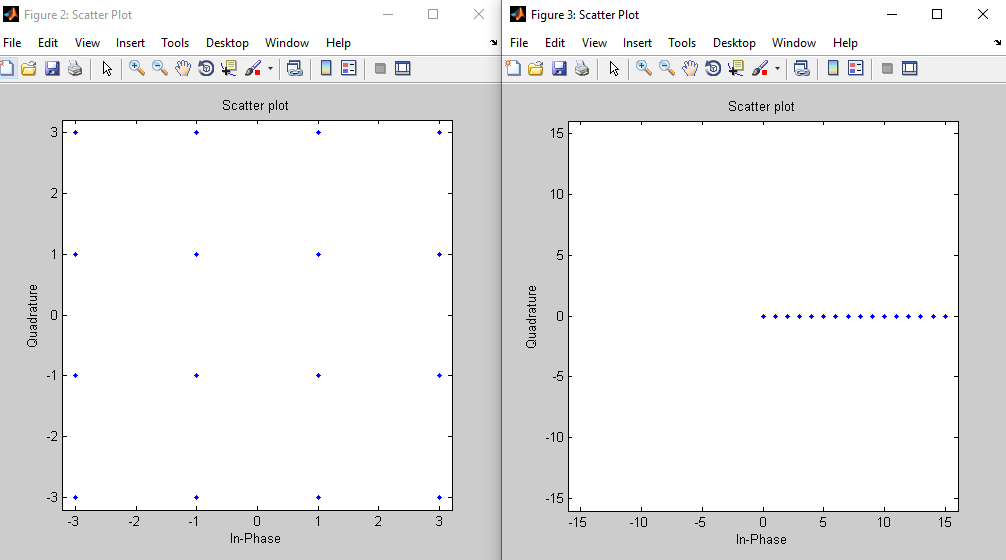 Figure 2: Scatter Plot
File Edit View Insert Tools Desktop Window Help
Scatter plot
3
2
1
0
-1
-2
-3
Quadrature
-3 -2 -1 0 1 2 3
In-Phase
Figure 3: Scatter Plot
File Edit View Insert Tools Desktop Window Help
Scatter plot
15
10
5
0
-5
-10
-15
Quadrature
-15 -10 -5 0 5 10 15
In-Phase